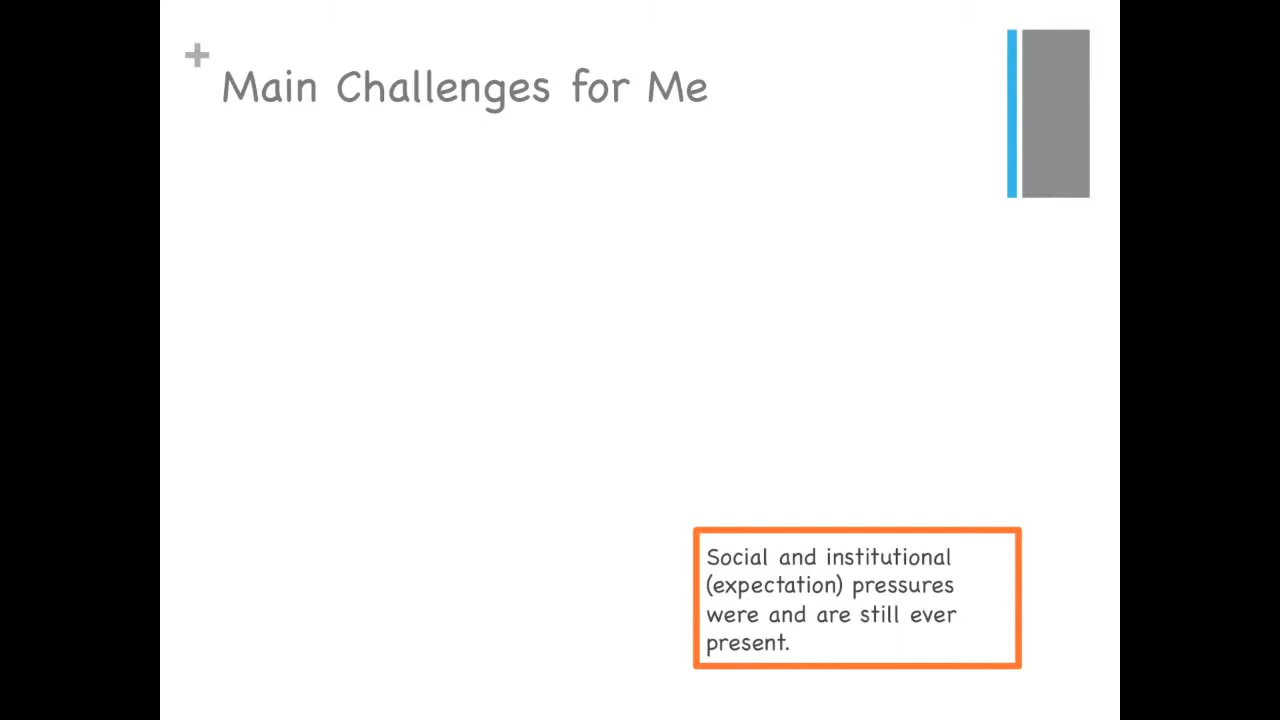 +
Main Challenges for Me
Social and institutional
(expectation) pressures
were and are still ever
present.